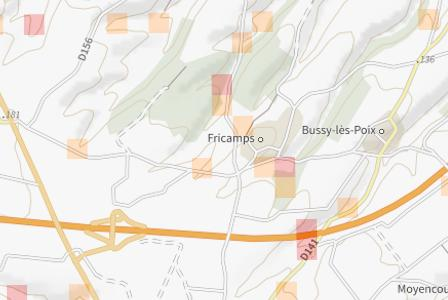 D156
136
181
Fricamps
Bussy-lès-Poix
D141
Moyencou